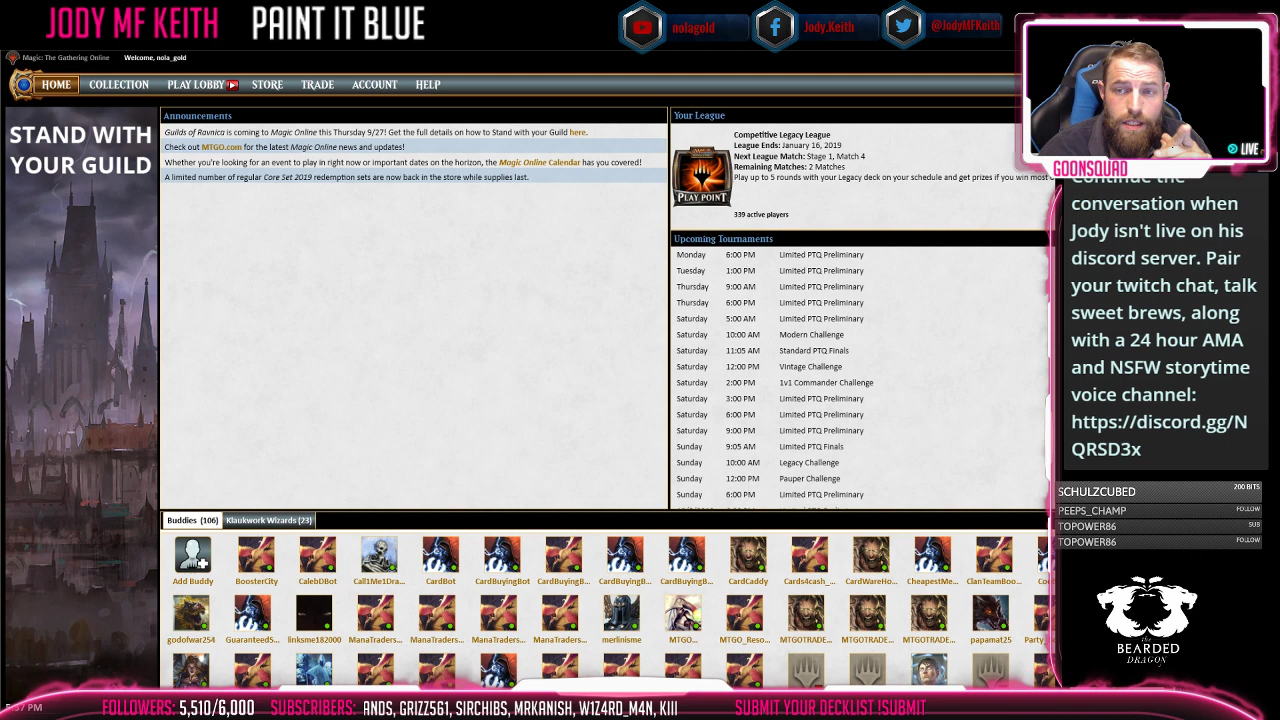 JODY MF KEITH PAINT IT BLUE
nolagold
Jody.Keith
@JodyMFKeith
Magic: The Gathering Online Welcome, nola_gold
HOME COLLECTION PLAY LOBBY STORE TRADE ACCOUNT HELP
STAND WITH
YOUR GUILD
Announcements
Guilds of Ravnica is coming to Magic Online this Thursday 9/27! Get the full details on how to Stand with your Guild here.
Check out MTGO.com for the latest Magic Online news and updates!
Whether you're looking for an event to play in right now or important dates on the horizon, the Magic Online Calendar has you covered!
A limited number of regular Core Set 2019 redemption sets are now back in the store while supplies last.
Your League
PLAY POINT
Competitive Legacy League
League Ends: January 16, 2019
Next League Match: Stage 1, Match 4
Remaining Matches: 2 Matches
Play up to 5 rounds with your Legacy deck on your schedule and get prizes if you win most
339 active players
Upcoming Tournaments
Monday 6:00 PM Limited PTQ Preliminary
Tuesday 1:00 PM Limited PTQ Preliminary
Thursday 9:00 AM Limited PTQ Preliminary
Thursday 6:00 PM Limited PTQ Preliminary
Saturday 5:00 AM Limited PTQ Preliminary
Saturday 10:00 AM Modern Challenge
Saturday 11:05 AM Standard PTQ Finals
Saturday 12:00 PM Vintage Challenge
Saturday 2:00 PM 1v1 Commander Challenge
Saturday 3:00 PM Limited PTQ Preliminary
Saturday 6:00 PM Limited PTQ Preliminary
Saturday 9:00 PM Limited PTQ Preliminary
Sunday 9:05 AM Limited PTQ Finals
Sunday 10:00 AM Legacy Challenge
Sunday 12:00 PM Pauper Challenge
Sunday 6:00 PM Limited PTQ Preliminary
LIVE
GOONSQUAD
Continue the
conversation when
Jody isn't live on his
discord server. Pair
your twitch chat, talk
sweet brews, along
with a 24 hour AMA
and NSFW storytime
voice channel:
https://discord.gg/N
QRSD3x
SCHULZCUBED 200 BITS
PEEPS_CHAMP FOLLOW
TOPOWER86 SUB
TOPOWER86 FOLLOW
the
BEARDED
DRAGON
Buddies (106) Klaukwork Wizards (23)
Add Buddy BoosterCity CalebDBot Call1Me1Dra... CardBot CardBuyingBot CardBuyingB... CardBuyingB... CardBuyingB... CardCaddy Cards4cash_... CardWareHo... CheapestMe... ClanTeamBoo...
godofwar254 Guaranteed5... linksme182000 ManaTraders... ManaTraders... ManaTraders... ManaTraders... merlinisme MTGO... MTGO_Reso... MTGOTRADE... MTGOTRADE... MTGOTRADE... papamat25 Party_
FOLLOWERS: 5,510/6,000 SUBSCRIBERS: ANDS, GRIZZ561, SIRCHIBS, MRKANISH, W1Z4RD_M4N, KIII SUBMIT YOUR DECKLIST !SUBMIT